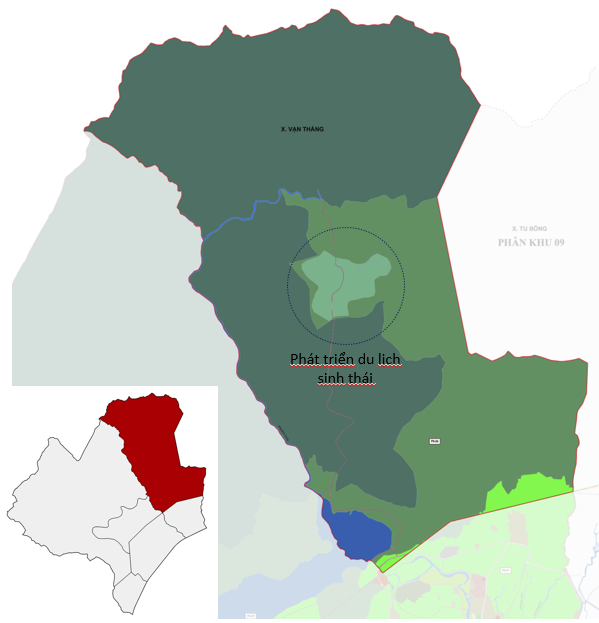 X. VẠN THẮNG
X. TU BÔNG
PHÂN KHU 09
Phát triển du lịch
sinh thái